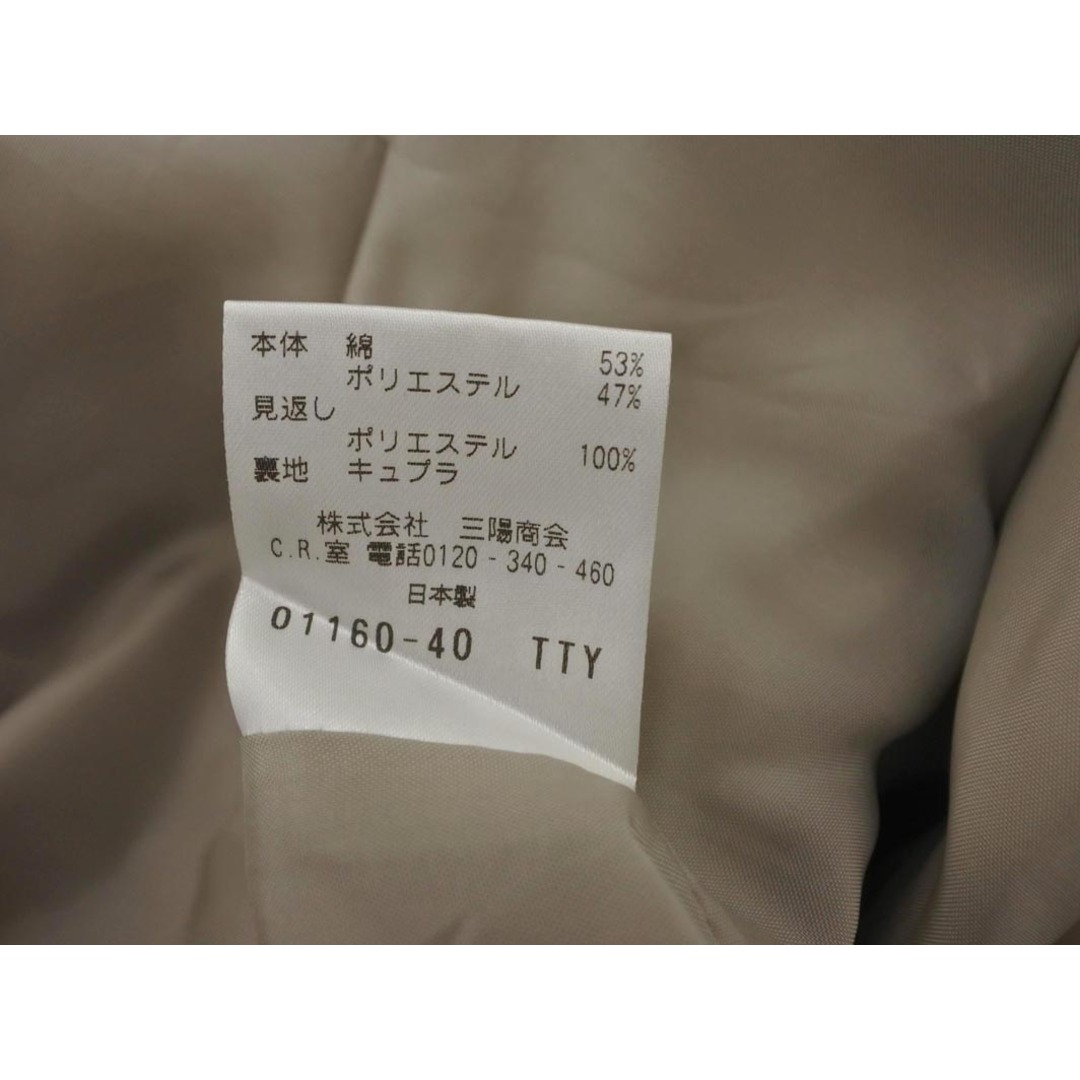 本体 綿 53%
ポリエステル 47%
見返し
ポリエステル 100%
裏地 キュプラ
株式会社 三陽商会
C.R.室 電話0120-340-460
日本製
01160-40 TTY